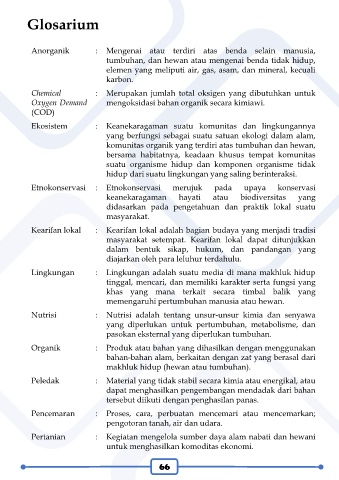 Glosarium
Anorganik : Mengenai atau terdiri atas benda selain manusia,
tumbuhan, dan hewan atau mengenai benda tidak hidup,
elemen yang meliputi air, gas, asam, dan mineral, kecuali
karbon.
Chemical : Merupakan jumlah total oksigen yang dibutuhkan untuk
Oxygen Demand mengoksidasi bahan organik secara kimiawi.
(COD)
Ekosistem : Keanekaragaman suatu komunitas dan lingkungannya
yang berfungsi sebagai suatu satuan ekologi dalam alam,
komunitas organik yang terdiri atas tumbuhan dan hewan,
bersama habitatnya, keadaan khusus tempat komunitas
suatu organisme hidup dan komponen organisme tidak
hidup dari suatu lingkungan yang saling berinteraksi.
Etnokonservasi : Etnokonservasi merujuk pada upaya konservasi
keanekaragaman hayati atau biodiversitas yang
didasarkan pada pengetahuan dan praktik lokal suatu
masyarakat.
Kearifan lokal : Kearifan lokal adalah bagian budaya yang menjadi tradisi
masyarakat setempat. Kearifan lokal dapat ditunjukkan
dalam bentuk sikap, hukum, dan pandangan yang
diajarkan oleh para leluhur terdahulu.
Lingkungan : Lingkungan adalah suatu media di mana makhluk hidup
tinggal, mencari, dan memiliki karakter serta fungsi yang
khas yang mana terkait secara timbal balik yang
memengaruhi pertumbuhan manusia atau hewan.
Nutrisi : Nutrisi adalah tentang unsur-unsur kimia dan senyawa
yang diperlukan untuk pertumbuhan, metabolisme, dan
pasokan eksternal yang diperlukan tumbuhan.
Organik : Produk atau bahan yang dihasilkan dengan menggunakan
bahan-bahan alam, berkaitan dengan zat yang berasal dari
makhluk hidup (hewan atau tumbuhan).
Peledak : Material yang tidak stabil secara kimia atau energikal, atau
dapat menghasilkan pengembangan mendadak dari bahan
tersebut diikuti dengan penghasilan panas.
Pencemaran : Proses, cara, perbuatan mencemari atau mencemarkan;
pengotoran tanah, air dan udara.
Pertanian : Kegiatan mengelola sumber daya alam nabati dan hewani
untuk menghasilkan komoditas ekonomi.
66